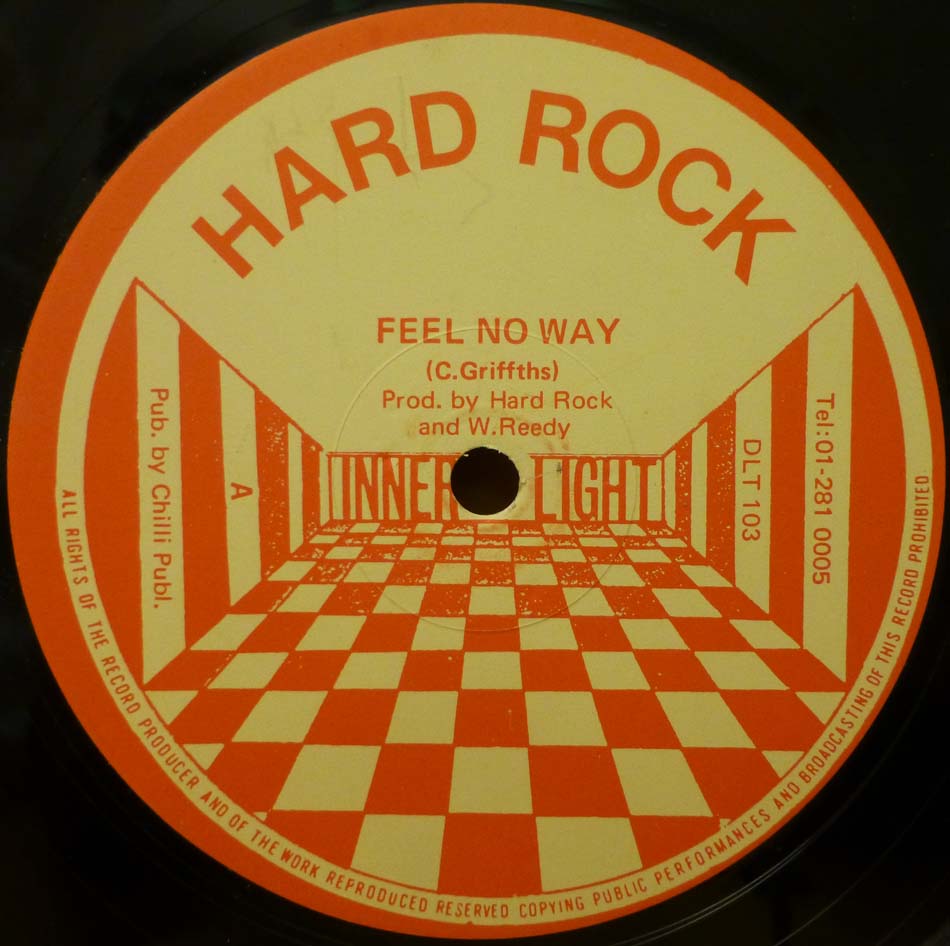 HARD ROCK
FEEL NO WAY
(C.Griffths)
Prod. by Hard Rock
and W.Reedy
INNER LIGHT
Pub. by Chilli Publ.
A
DLT 103
Tel:01-281 0005
ALL RIGHTS OF THE RECORD PRODUCER AND OF THE WORK REPRODUCED RESERVED COPYING PUBLIC PERFORMANCES AND BROADCASTING OF THIS RECORD PROHIBITED